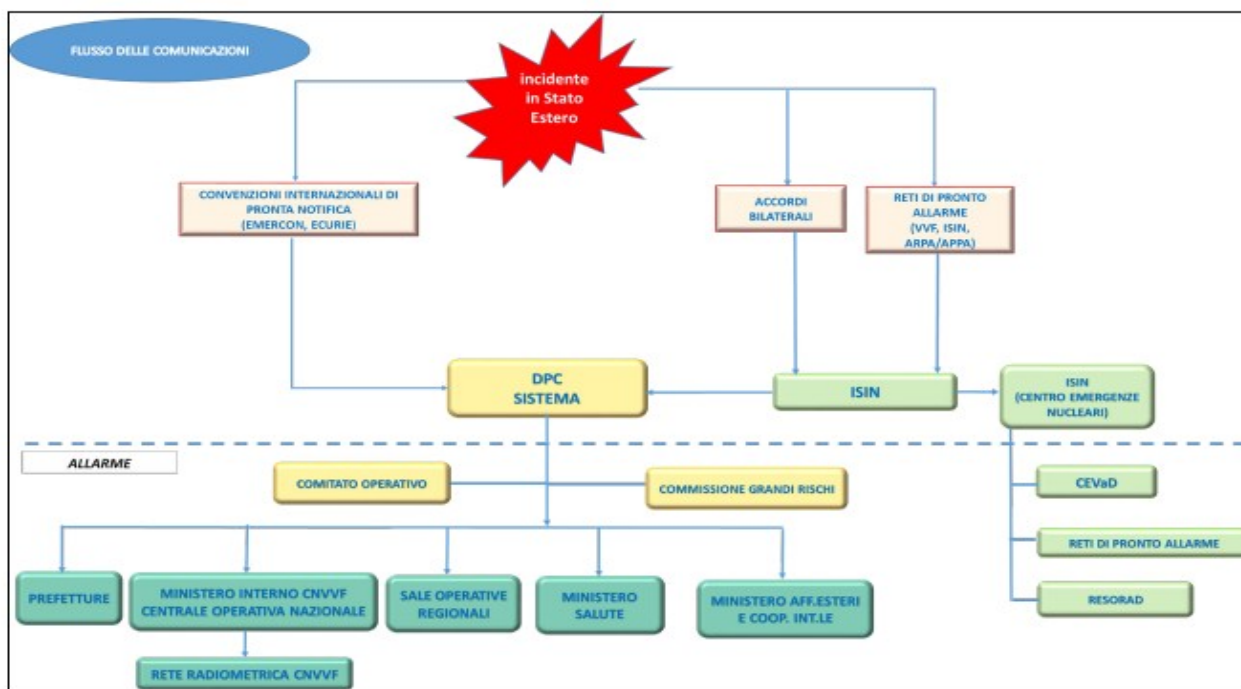 FLUSSO DELLE COMUNICAZIONI
incidente
in Stato
Estero
CONVENZIONI INTERNAZIONALI DI
PRONTA NOTIFICA
(EMERCON, ECURIE)
ACCORDI
BILATERALI
RETI DI PRONTO
ALLARME
(VVF, ISIN,
ARPA/APPA)
DPC
SISTEMA
ISIN
ISIN
(CENTRO EMERGENZE
NUCLEARI)
ALLARME
COMITATO OPERATIVO
COMMISSIONE GRANDI RISCHI
CEVaD
RETI DI PRONTO ALLARME
RESORAD
PREFETTURE
MINISTERO INTERNO CNVVF
CENTRALE OPERATIVA NAZIONALE
SALE OPERATIVE
REGIONALI
MINISTERO
SALUTE
MINISTERO AFF.ESTERI
E COOP. INT.LE
RETE RADIOMETRICA CNVVF